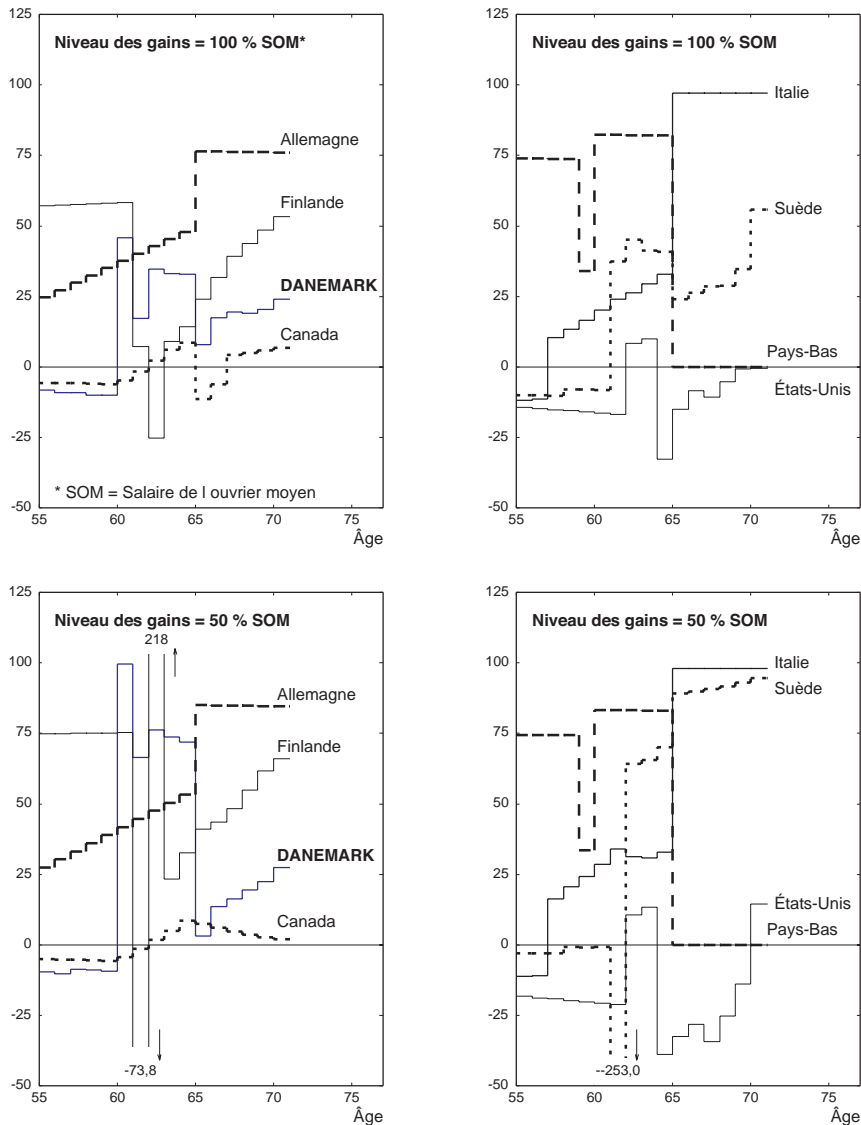 125
Niveau des gains = 100 % SOM*
100
75
50
25
0
-25
-50
Allemagne
Finlande
DANEMARK
Canada
* SOM = Salaire de l ouvrier moyen
55 60 65 70 75
Âge
125
Niveau des gains = 100 % SOM
100
75
50
25
0
-25
-50
Italie
Suède
Pays-Bas
États-Unis
55 60 65 70 75
Âge
125
Niveau des gains = 50 % SOM
218
100
75
50
25
0
-25
-50
Allemagne
Finlande
DANEMARK
Canada
-73,8
55 60 65 70 75
Âge
125
Niveau des gains = 50 % SOM
100
75
50
25
0
-25
-50
Italie
Suède
États-Unis
Pays-Bas
--253,0
55 60 65 70 75
Âge